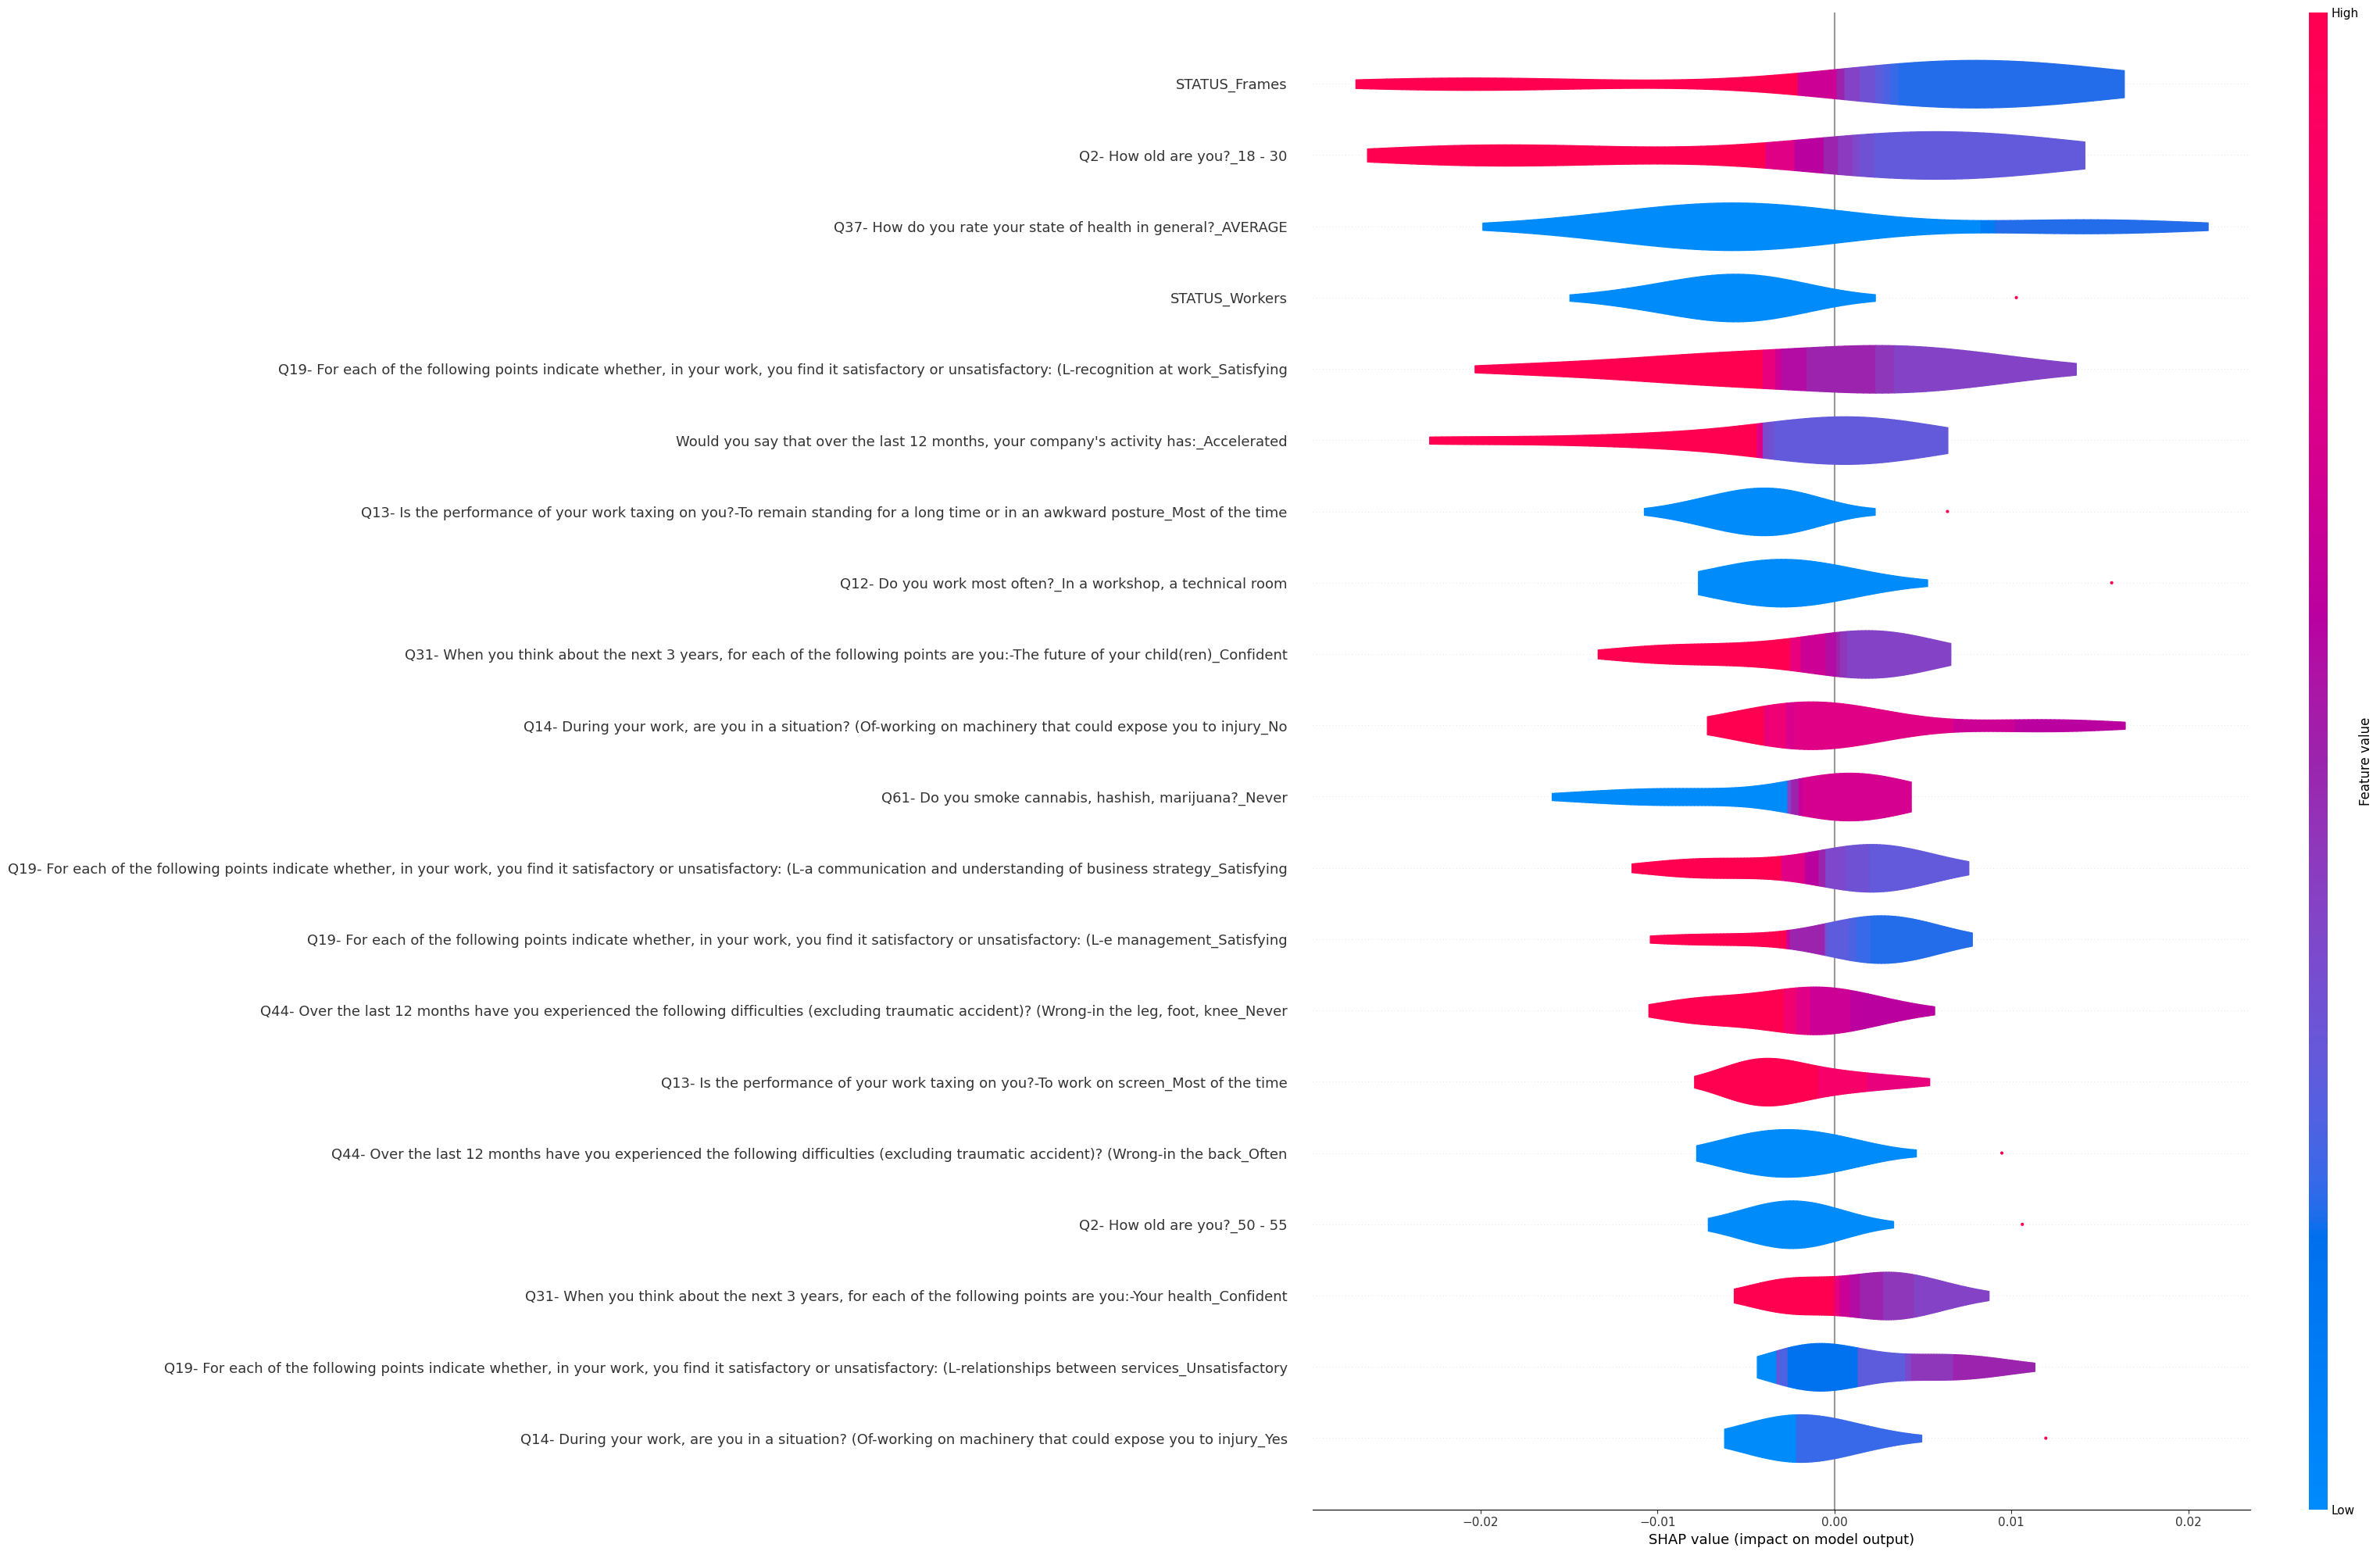 High
STATUS_Frames
Q2- How old are you?_18 - 30
Q37- How do you rate your state of health in general?_AVERAGE
STATUS_Workers
Q19- For each of the following points indicate whether, in your work, you find it satisfactory or unsatisfactory: (L-recognition at work_Satisfying
Would you say that over the last 12 months, your company's activity has:_Accelerated
Q13- Is the performance of your work taxing on you?-To remain standing for a long time or in an awkward posture_Most of the time
Q12- Do you work most often?_In a workshop, a technical room
Q31- When you think about the next 3 years, for each of the following points are you:-The future of your child(ren)_Confident
Q14- During your work, are you in a situation? (Of-working on machinery that could expose you to injury_No
Feature value
Q61- Do you smoke cannabis, hashish, marijuana?_Never
Q19- For each of the following points indicate whether, in your work, you find it satisfactory or unsatisfactory: (L-a communication and understanding of business strategy_Satisfying
Q19- For each of the following points indicate whether, in your work, you find it satisfactory or unsatisfactory: (L-e management_Satisfying
Q44- Over the last 12 months have you experienced the following difficulties (excluding traumatic accident)? (Wrong-in the leg, foot, knee_Never
Q13- Is the performance of your work taxing on you?-To work on screen_Most of the time
Q44- Over the last 12 months have you experienced the following difficulties (excluding traumatic accident)? (Wrong-in the back_Often
Q2- How old are you?_50 - 55
Q31- When you think about the next 3 years, for each of the following points are you:-Your health_Confident
Q19- For each of the following points indicate whether, in your work, you find it satisfactory or unsatisfactory: (L-relationships between services_Unsatisfactory
Q14- During your work, are you in a situation? (Of-working on machinery that could expose you to injury_Yes
Low
−0.02 −0.01 0.00 0.01 0.02
SHAP value (impact on model output)